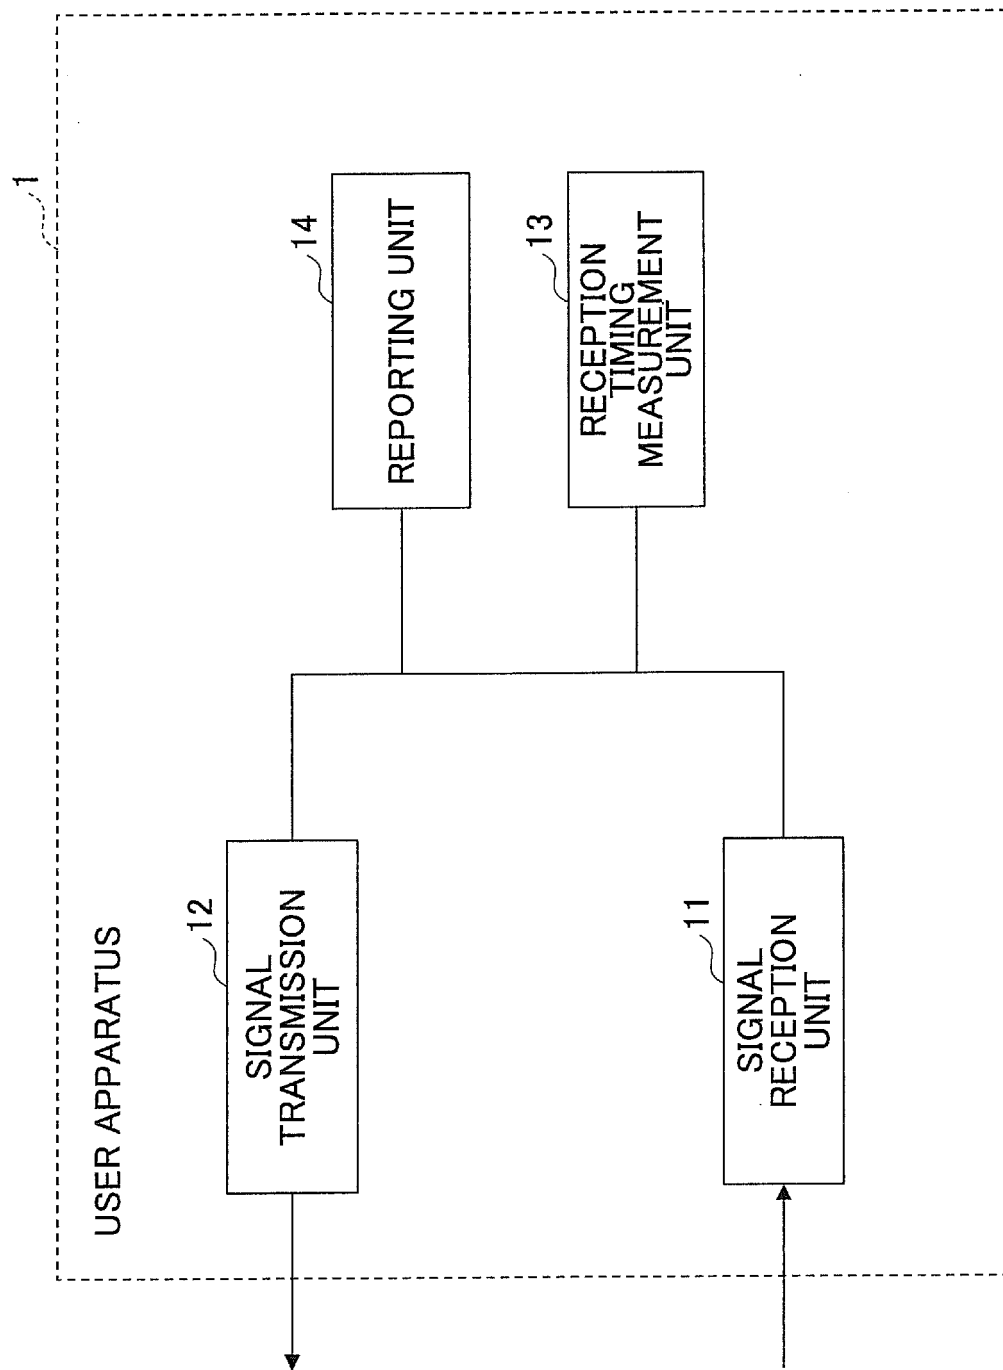 1
USER APPARATUS
12
SIGNAL
TRANSMISSION
UNIT
14
REPORTING UNIT
11
SIGNAL
RECEPTION
UNIT
13
RECEPTION
TIMING
MEASUREMENT
UNIT